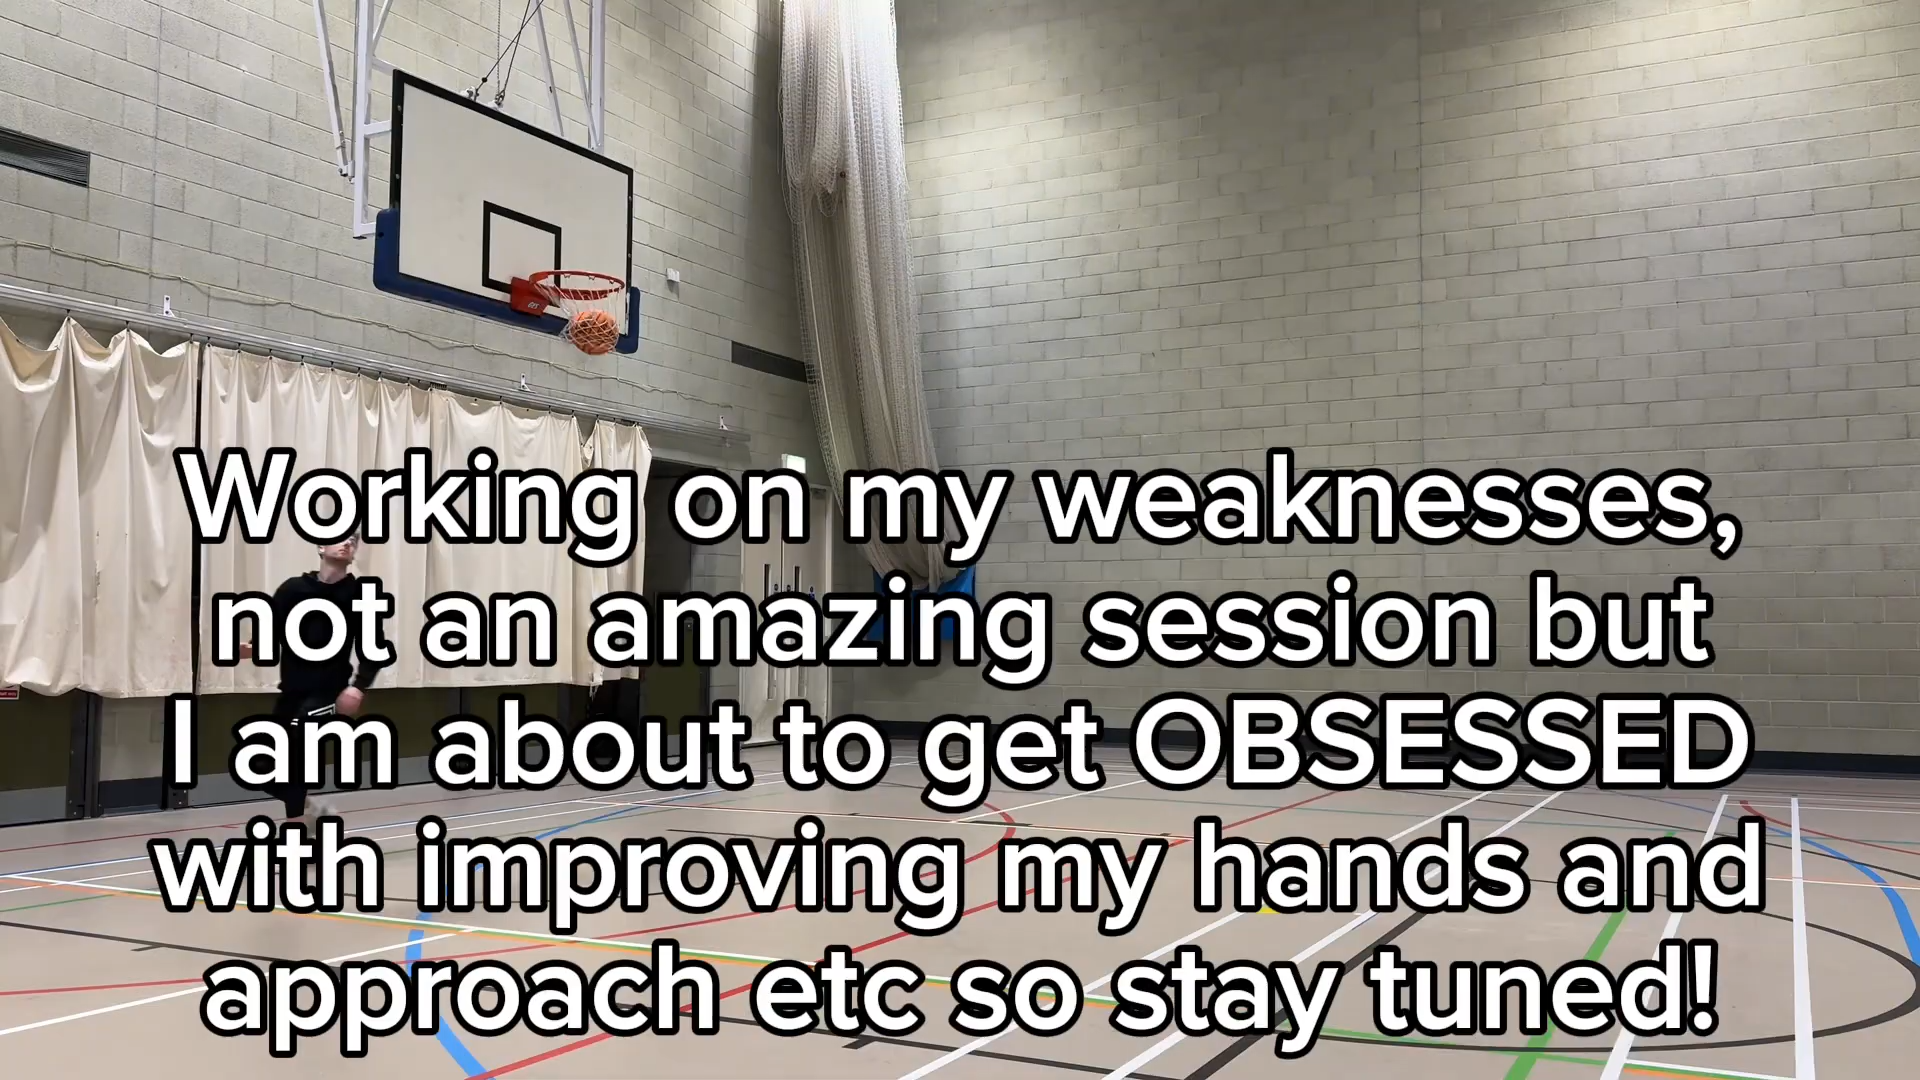 Working on my weaknesses,
not an amazing session but
I am about to get OBSESSED
with improving my hands and
approach etc so stay tuned!